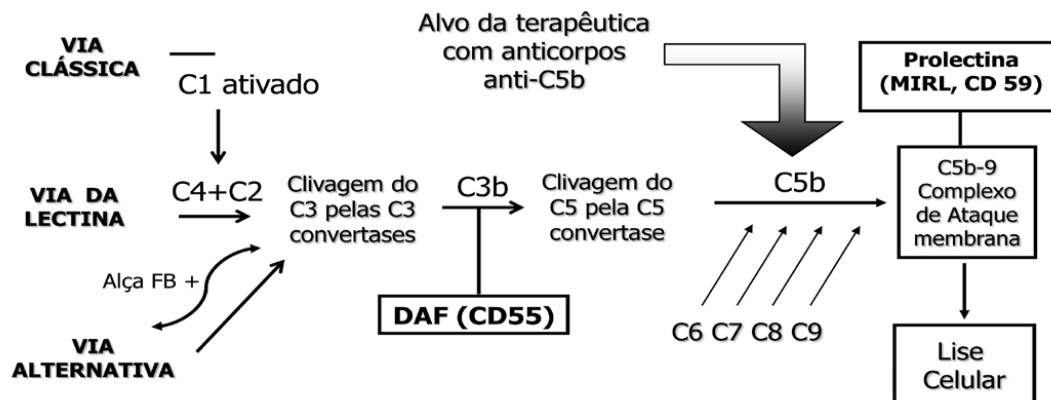 VIA
CLÁSSICA
C1 ativado
Alvo da terapêutica
com anticorpos
anti-C5b
Prolectina
(MIRL, CD 59)
VIA DA
LECTINA
C4+C2
Clivagem do
C3 pelas C3
convertases
C3b
Clivagem do
C5 pela C5
convertase
C5b
C5b-9
Complexo
de Ataque
membrana
Alça FB +
DAF (CD55)
C6 C7 C8 C9
VIA
ALTERNATIVA
Lise
Celular